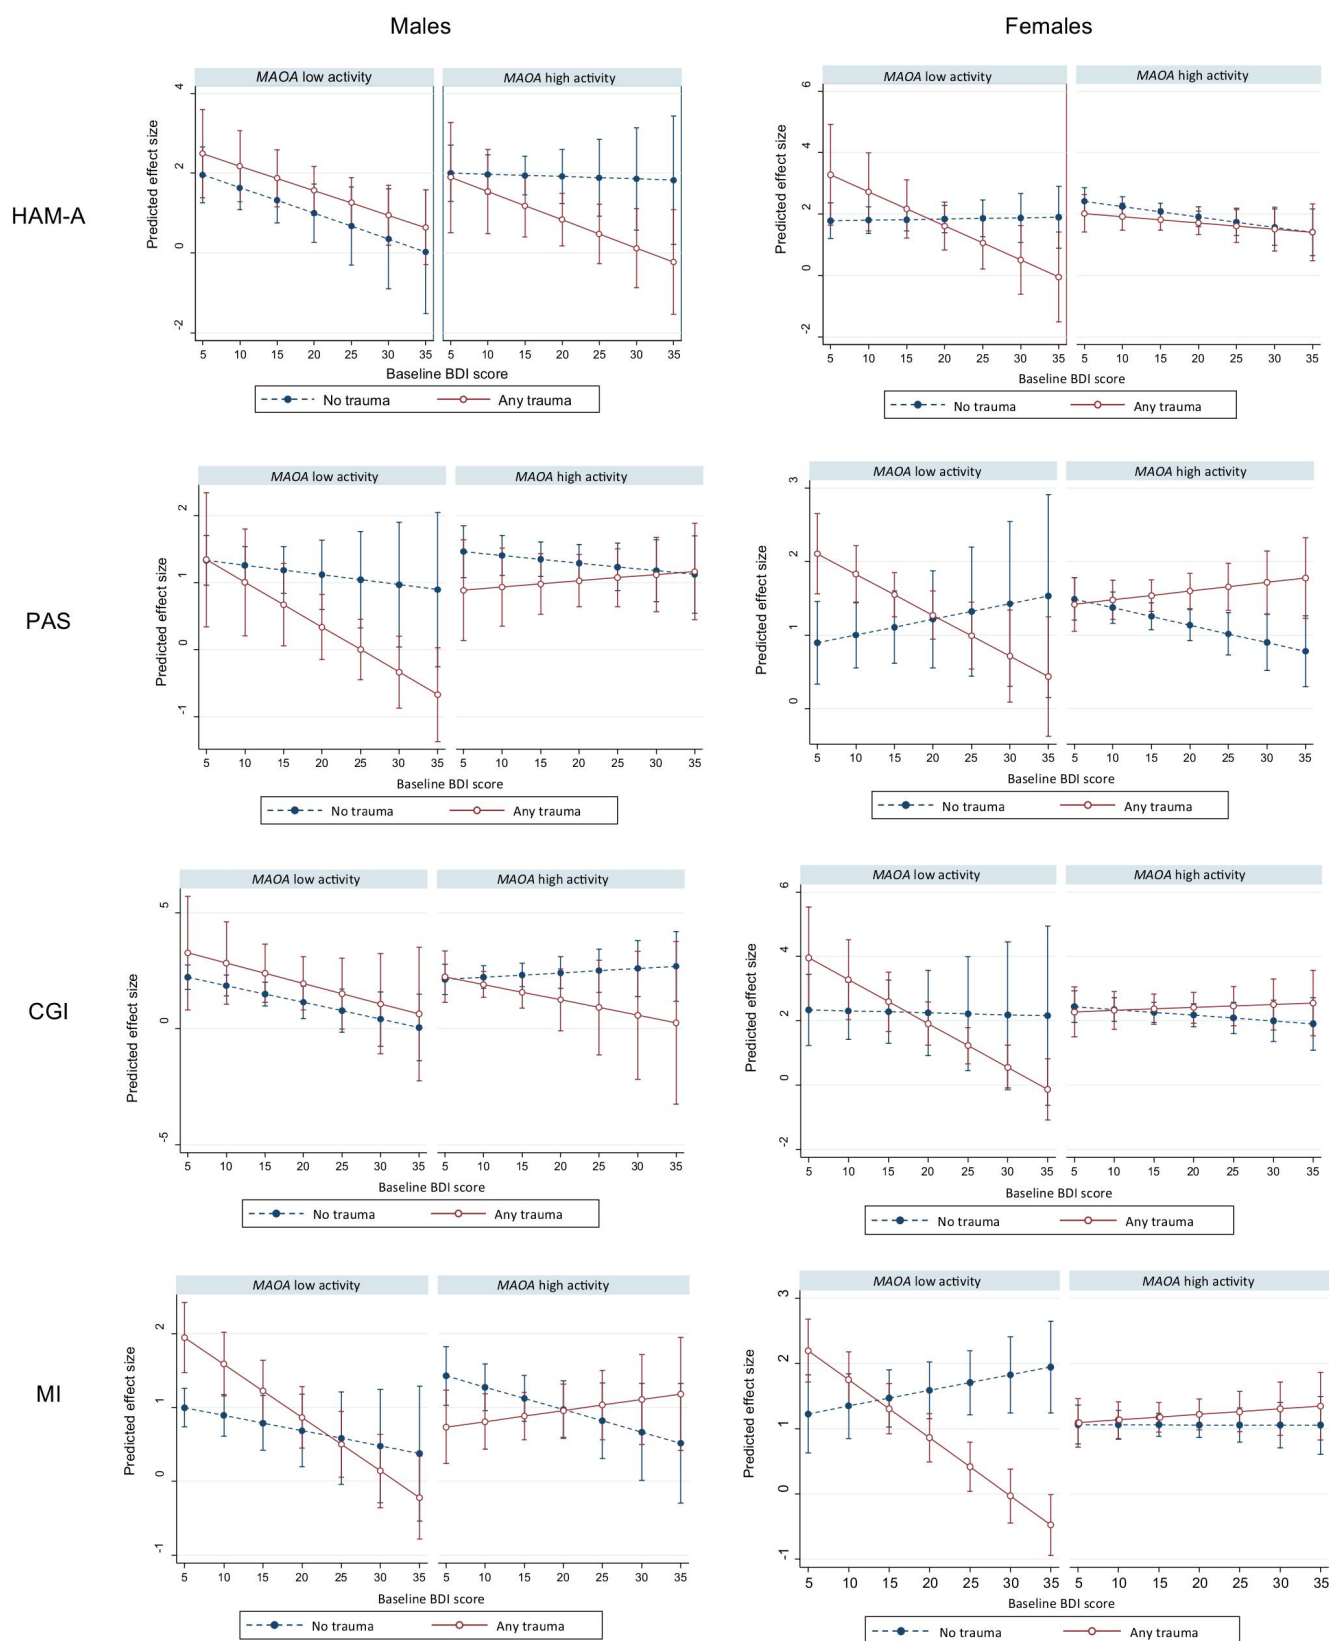 Males Females
HAM-A
MAOA low activity MAOA high activity
Predicted effect size
4
2
0
-2
5 10 15 20 25 30 35 5 10 15 20 25 30 35
Baseline BDI score
No trauma Any trauma
MAOA low activity MAOA high activity
Predicted effect size
6
4
2
0
-2
5 10 15 20 25 30 35 5 10 15 20 25 30 35
Baseline BDI score
No trauma Any trauma
PAS
MAOA low activity MAOA high activity
Predicted effect size
2
1
0
-1
5 10 15 20 25 30 35 5 10 15 20 25 30 35
Baseline BDI score
No trauma Any trauma
MAOA low activity MAOA high activity
Predicted effect size
3
2
1
0
5 10 15 20 25 30 35 5 10 15 20 25 30 35
Baseline BDI score
No trauma Any trauma
CGI
MAOA low activity MAOA high activity
Predicted effect size
5
0
-5
5 10 15 20 25 30 35 5 10 15 20 25 30 35
Baseline BDI score
No trauma Any trauma
MAOA low activity MAOA high activity
Predicted effect size
6
4
2
0
-2
5 10 15 20 25 30 35 5 10 15 20 25 30 35
Baseline BDI score
No trauma Any trauma
MI
MAOA low activity MAOA high activity
Predicted effect size
2
1
0
-1
5 10 15 20 25 30 35 5 10 15 20 25 30 35
Baseline BDI score
No trauma Any trauma
MAOA low activity MAOA high activity
Predicted effect size
3
2
1
0
-1
5 10 15 20 25 30 35 5 10 15 20 25 30 35
Baseline BDI score
No trauma Any trauma